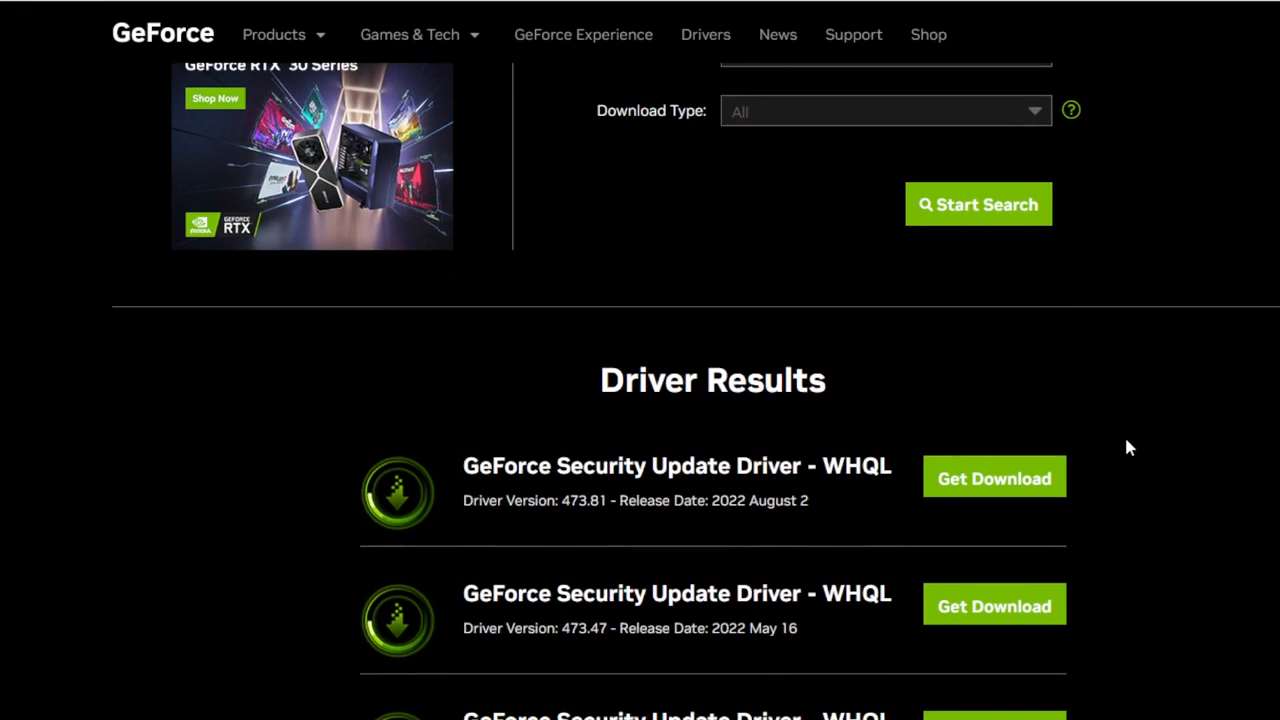 GeForce Products Games & Tech GeForce Experience Drivers News Support Shop
GeForce RTX 30 Series
Shop Now
NVIDIA GEFORCE RTX
Download Type: All ?
Start Search
Driver Results
GeForce Security Update Driver - WHQL
Driver Version: 473.81 - Release Date: 2022 August 2
Get Download
GeForce Security Update Driver - WHQL
Driver Version: 473.47 - Release Date: 2022 May 16
Get Download
GeForce Security Update Driver - WHQL